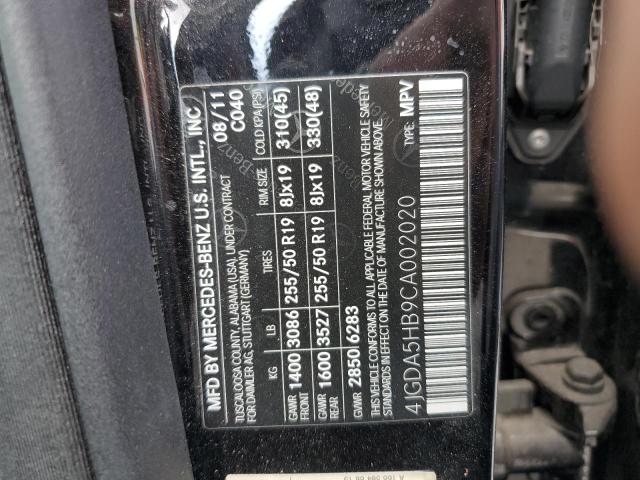 MFD BY MERCEDES-BENZ U.S. INTL., INC.
TUSCALOOSA COUNTY, ALABAMA (USA), UNDER CONTRACT 08/11
FOR DAIMLER AG, STUTTGART (GERMANY) C040
KG LB TIRES RIM SIZE COLD KPA (PSI)
GAWR FRONT 1400 3086 255/50 R19 8Jx19 310(45)
GAWR REAR 1600 3527 255/50 R19 8Jx19 330(48)
GVWR 2850 6283
THIS VEHICLE CONFORMS TO ALL APPLICABLE FEDERAL MOTOR VEHICLE SAFETY
STANDARDS IN EFFECT ON THE DATE OF MANUFACTURE SHOWN ABOVE.
4JGDA5HB9CA002020 TYPE: MPV